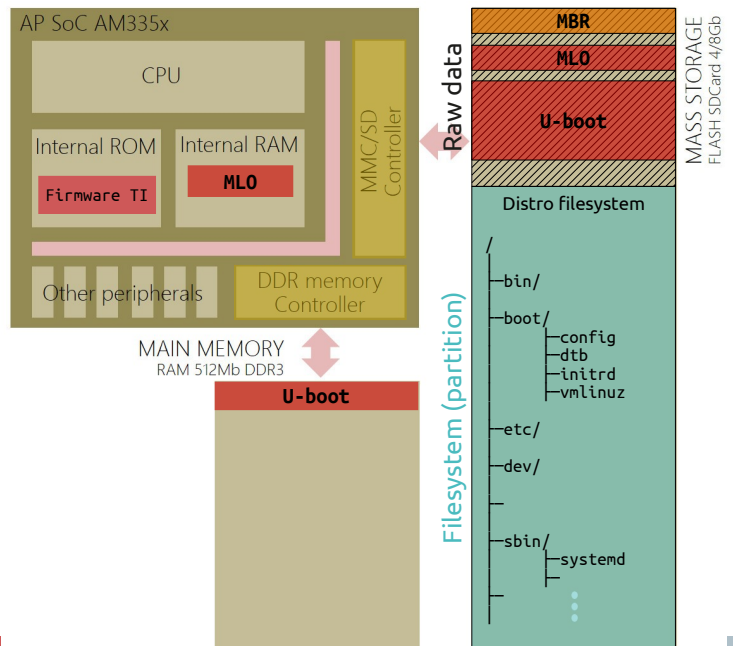 AP SoC AM335x
CPU
Internal ROM
Firmware TI
Internal RAM
MLO
MMC/SD
Controller
Other peripherals
DDR memory
Controller
MAIN MEMORY
RAM 512Mb DDR3
U-boot
Raw data
Filesystem (partition)
MBR
MLO
U-boot
Distro filesystem
/
bin/
boot/
config
dtb
initrd
vmlinuz
etc/
dev/
sbin/
systemd
MASS STORAGE
FLASH SDCard 4/8Gb